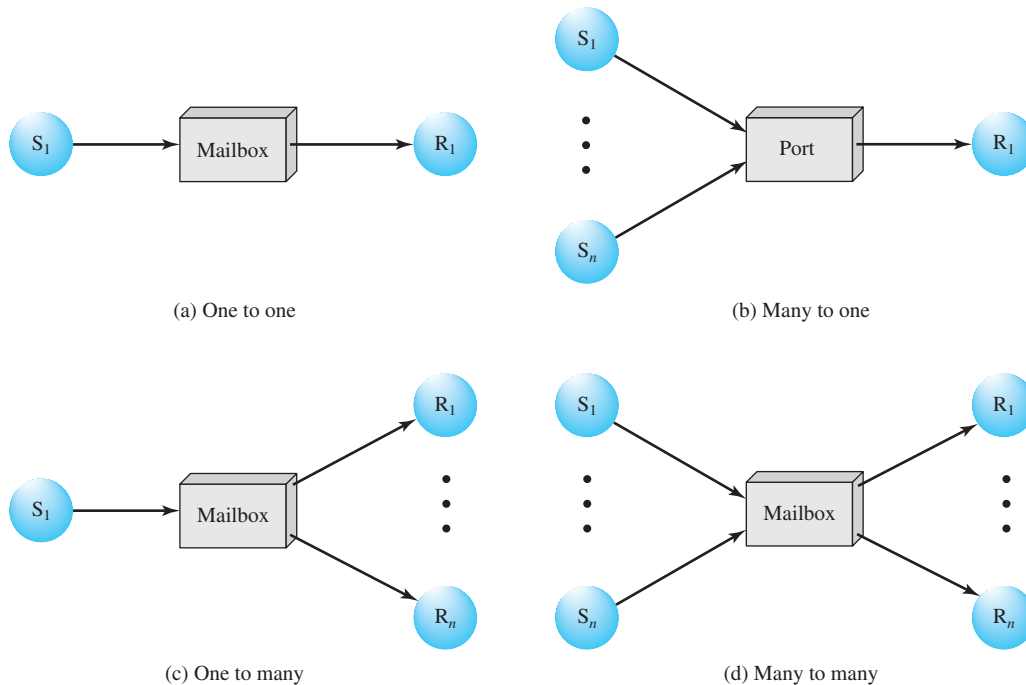 S₁
Mailbox
R₁
(a) One to one
S₁
Sₙ
Port
R₁
(b) Many to one
S₁
Mailbox
R₁
Rₙ
(c) One to many
S₁
Sₙ
Mailbox
R₁
Rₙ
(d) Many to many